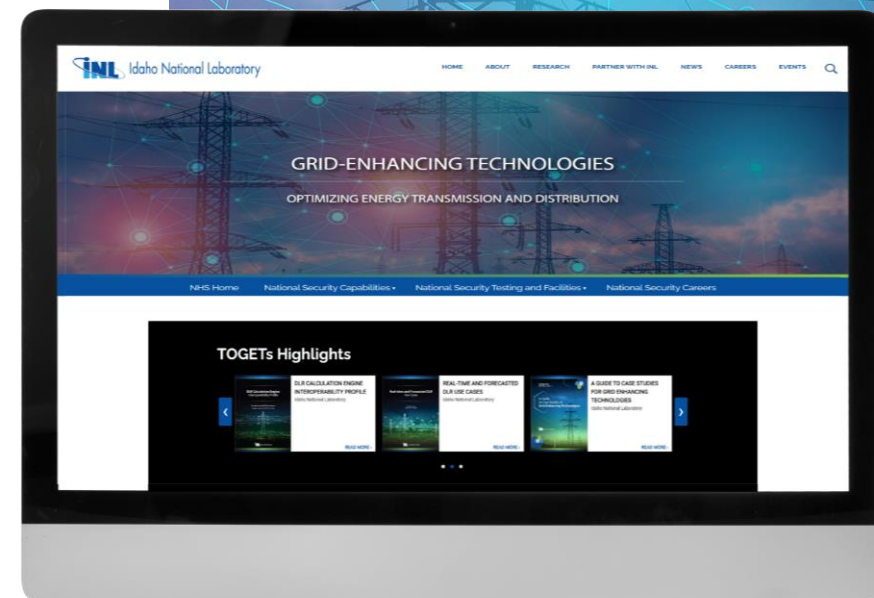 INL Idaho National Laboratory
HOME ABOUT RESEARCH PARTNER WITH INL NEWS CAREERS EVENTS
GRID-ENHANCING TECHNOLOGIES
OPTIMIZING ENERGY TRANSMISSION AND DISTRIBUTION
NHS Home National Security Capabilities National Security Testing and Facilities National Security Careers
TOGETs Highlights
DLR CALCULATION ENGINE
INTEROPERABILITY PROFILE
Idaho National Laboratory
READ MORE
REAL-TIME AND FORECASTED
DLR USE CASES
Idaho National Laboratory
READ MORE
A GUIDE TO CASE STUDIES
FOR GRID ENHANCING
TECHNOLOGIES
Idaho National Laboratory
READ MORE